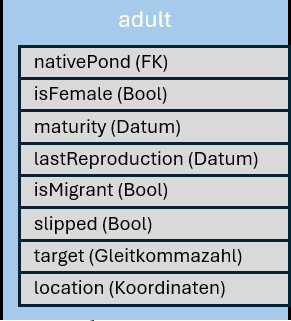 adult
nativePond (FK)
isFemale (Bool)
maturity (Datum)
lastReproduction (Datum)
isMigrant (Bool)
slipped (Bool)
target (Gleitkommazahl)
location (Koordinaten)